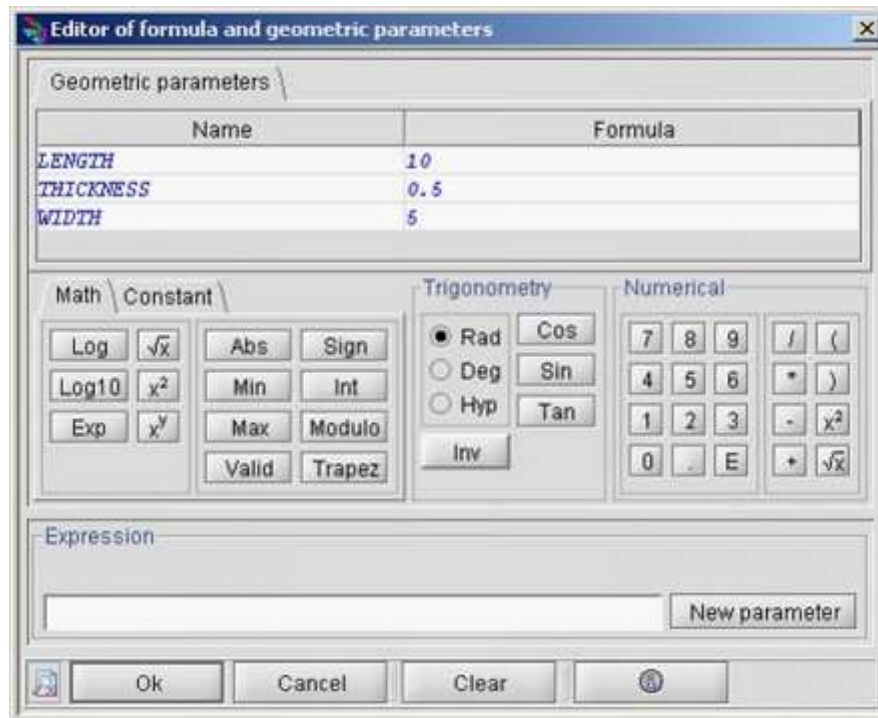 Editor of formula and geometric parameters
Geometric parameters
Name Formula
LENGTH 10
THICKNESS 0.5
WIDTH 5
Math Constant
Log √x
Log10 x²
Exp xʸ
Abs Sign
Min Int
Max Modulo
Valid Trapez
Trigonometry
Rad Cos
Deg Sin
Hyp Tan
Inv
Numerical
7 8 9 / (
4 5 6 * )
1 2 3 - x²
0 . E + √x
Expression
New parameter
Ok Cancel Clear